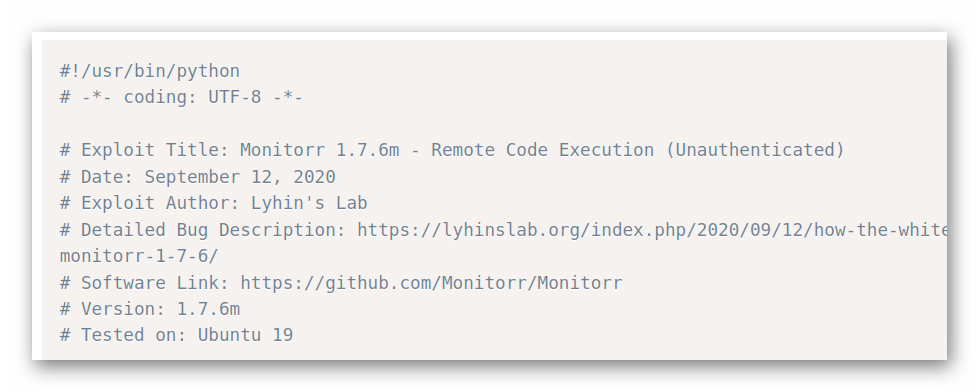 #!/usr/bin/python
# -*- coding: UTF-8 -*-
# Exploit Title: Monitorr 1.7.6m - Remote Code Execution (Unauthenticated)
# Date: September 12, 2020
# Exploit Author: Lyhin's Lab
# Detailed Bug Description: https://lyhinslab.org/index.php/2020/09/12/how-the-white
monitorr-1-7-6/
# Software Link: https://github.com/Monitorr/Monitorr
# Version: 1.7.6m
# Tested on: Ubuntu 19